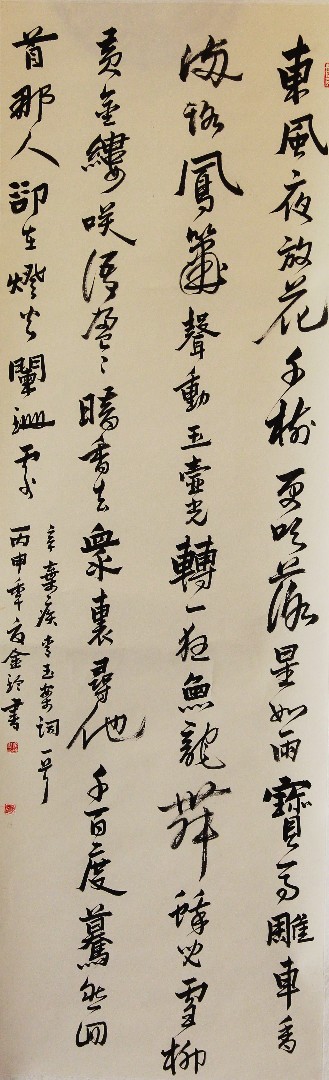 東風夜放花千樹更吹落星如雨寶馬雕車香
滿路鳳簫聲動玉壺光轉一夜魚龍舞蛾兒雪柳
黃金縷咲語盈〻暗香去衆裏尋他千百度驀然回
首那人卻在燈火闌珊處
辛棄疾青玉案詞一首
丙申年金書